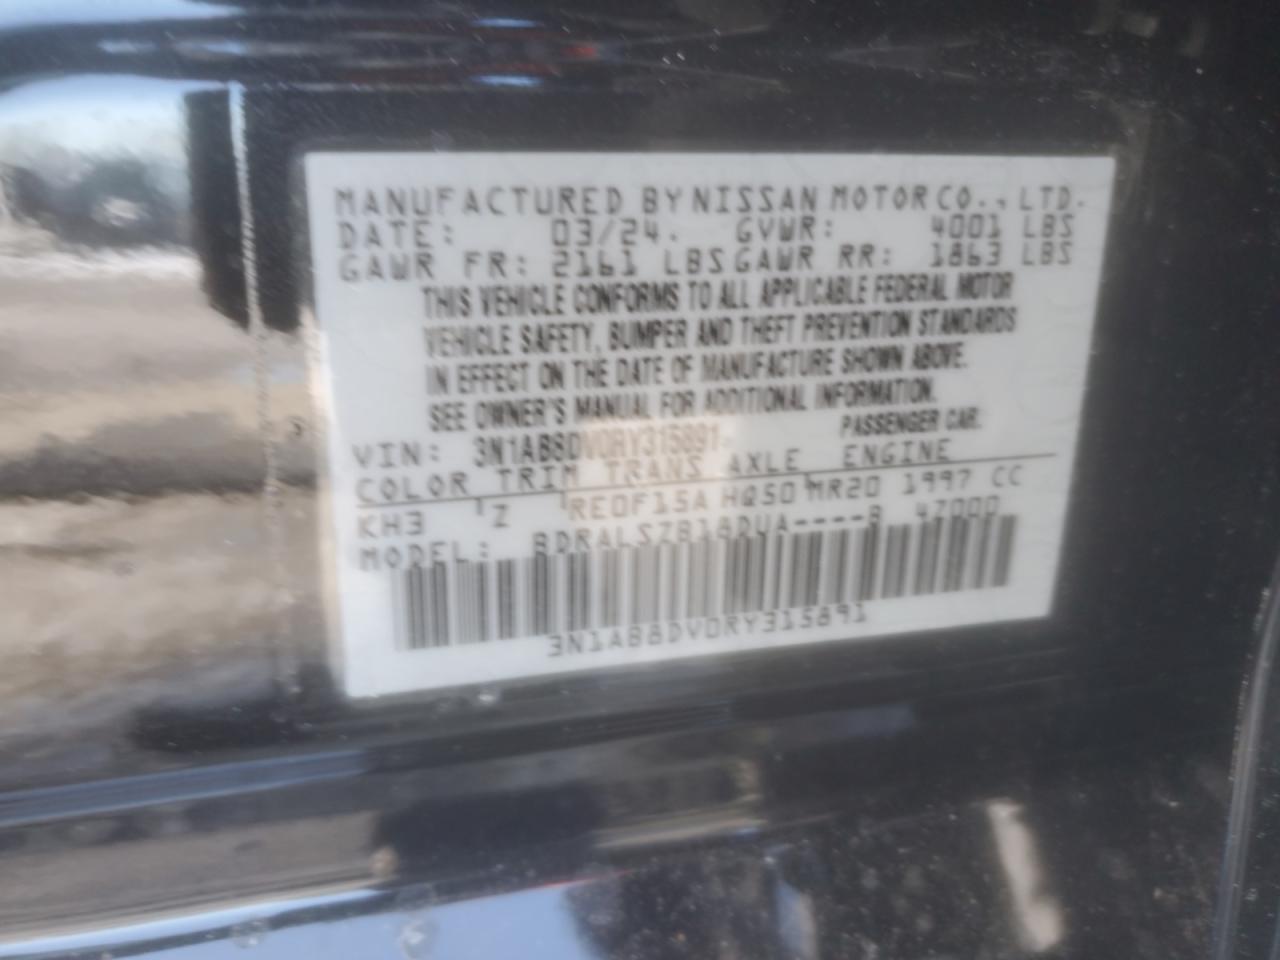 MANUFACTURED BY NISSAN MOTOR CO., LTD.
DATE: 03/24. GVWR: 4001 LBS
GAWR FR: 2161 LBS GAWR RR: 1863 LBS
THIS VEHICLE CONFORMS TO ALL APPLICABLE FEDERAL MOTOR
VEHICLE SAFETY, BUMPER AND THEFT PREVENTION STANDARDS
IN EFFECT ON THE DATE OF MANUFACTURE SHOWN ABOVE.
SEE OWNER'S MANUAL FOR ADDITIONAL INFORMATION.
VIN: 3N1AB8DV0RY315891 PASSENGER CAR
COLOR TRIM TRANS AXLE ENGINE
KH3 Z RE0F15A HQ50 MR20 1997 CC
MODEL: 47000
3N1AB8DV0RY315891